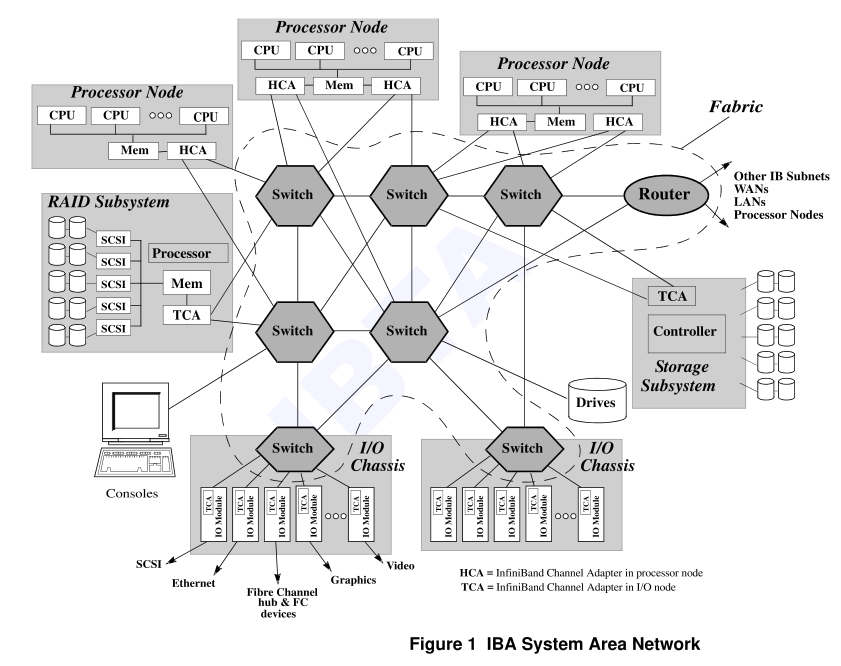 Processor Node
CPU CPU ooo CPU
HCA Mem HCA
Processor Node
CPU CPU ooo CPU
HCA Mem HCA
Processor Node
CPU CPU ooo CPU
Mem HCA
Fabric
Switch
Switch
Switch
Router
Other IB Subnets
WANs
LANs
Processor Nodes
RAID Subsystem
SCSI
SCSI
SCSI
SCSI
SCSI
Processor
Mem
TCA
Switch
Switch
TCA
Controller
Storage
Subsystem
Drives
Consoles
Switch
I/O
Chassis
TCA IO Module
TCA IO Module
TCA IO Module
TCA IO Module
ooo
TCA IO Module
SCSI
Ethernet
Fibre Channel
hub & FC
devices
Graphics
Video
Switch
I/O
Chassis
TCA IO Module
TCA IO Module
TCA IO Module
TCA IO Module
ooo
TCA IO Module
IBTA
HCA = InfiniBand Channel Adapter in processor node
TCA = InfiniBand Channel Adapter in I/O node
Figure 1 IBA System Area Network